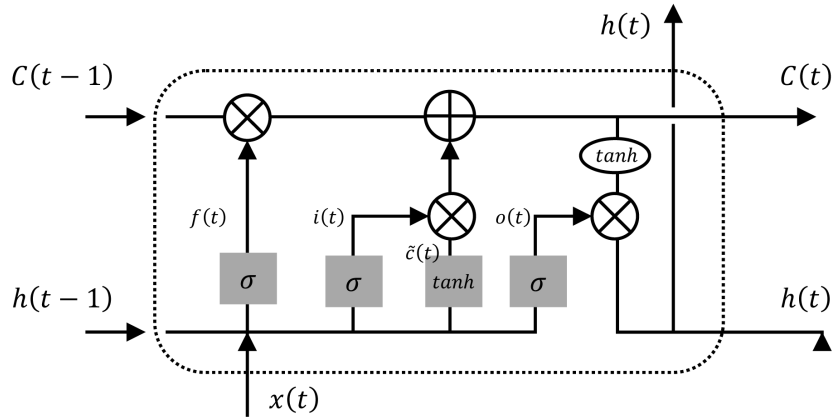 h(t)
C(t − 1)
C(t)
tanh
f(t)
i(t)
o(t)
c̃(t)
σ
σ
tanh
σ
h(t − 1)
h(t)
x(t)